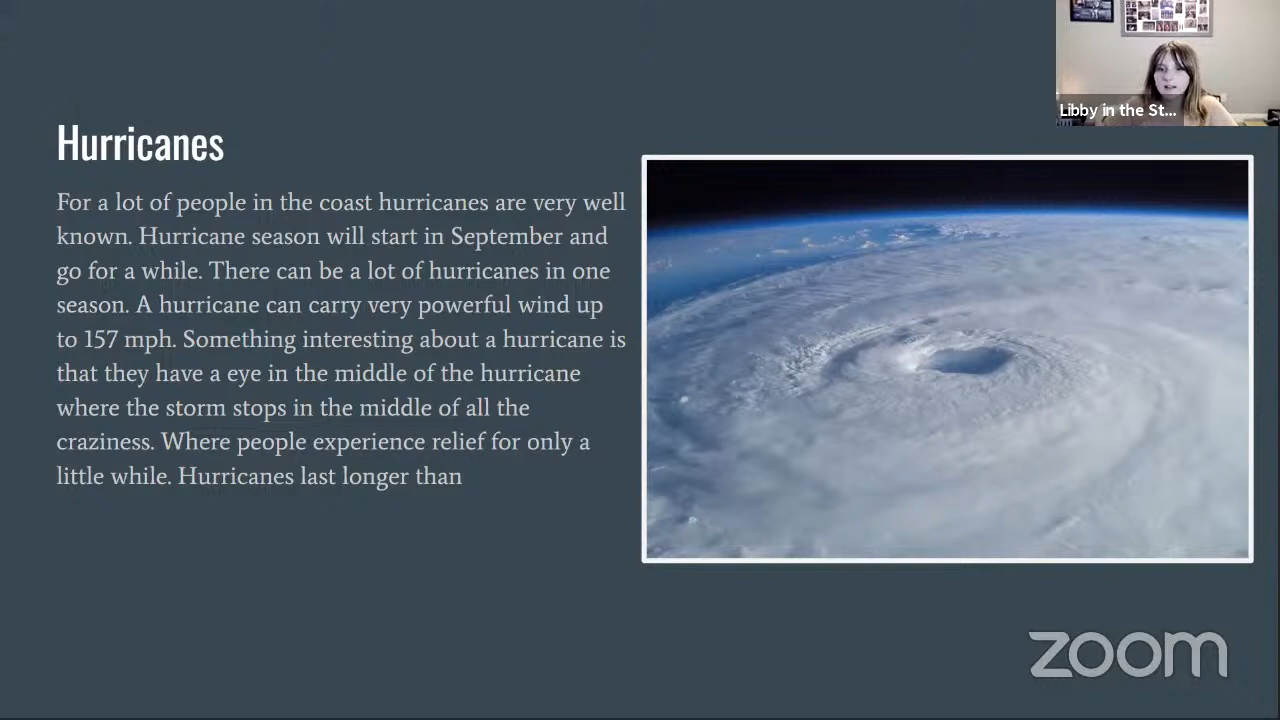 Libby in the St...
Hurricanes
For a lot of people in the coast hurricanes are very well
known. Hurricane season will start in September and
go for a while. There can be a lot of hurricanes in one
season. A hurricane can carry very powerful wind up
to 157 mph. Something interesting about a hurricane is
that they have a eye in the middle of the hurricane
where the storm stops in the middle of all the
craziness. Where people experience relief for only a
little while. Hurricanes last longer than
zoom